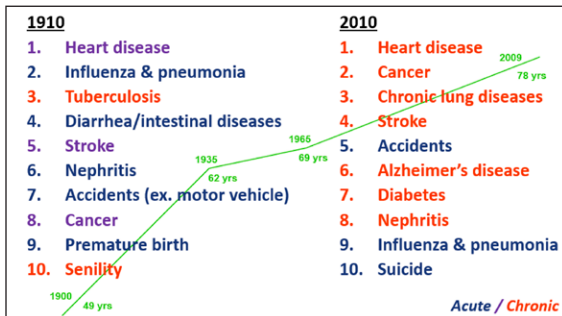 1910
1. Heart disease
2. Influenza & pneumonia
3. Tuberculosis
4. Diarrhea/intestinal diseases
5. Stroke
6. Nephritis
7. Accidents (ex. motor vehicle)
8. Cancer
9. Premature birth
10. Senility
1900
49 yrs
1935
62 yrs
1965
69 yrs
2009
78 yrs
2010
1. Heart disease
2. Cancer
3. Chronic lung diseases
4. Stroke
5. Accidents
6. Alzheimer's disease
7. Diabetes
8. Nephritis
9. Influenza & pneumonia
10. Suicide
Acute / Chronic